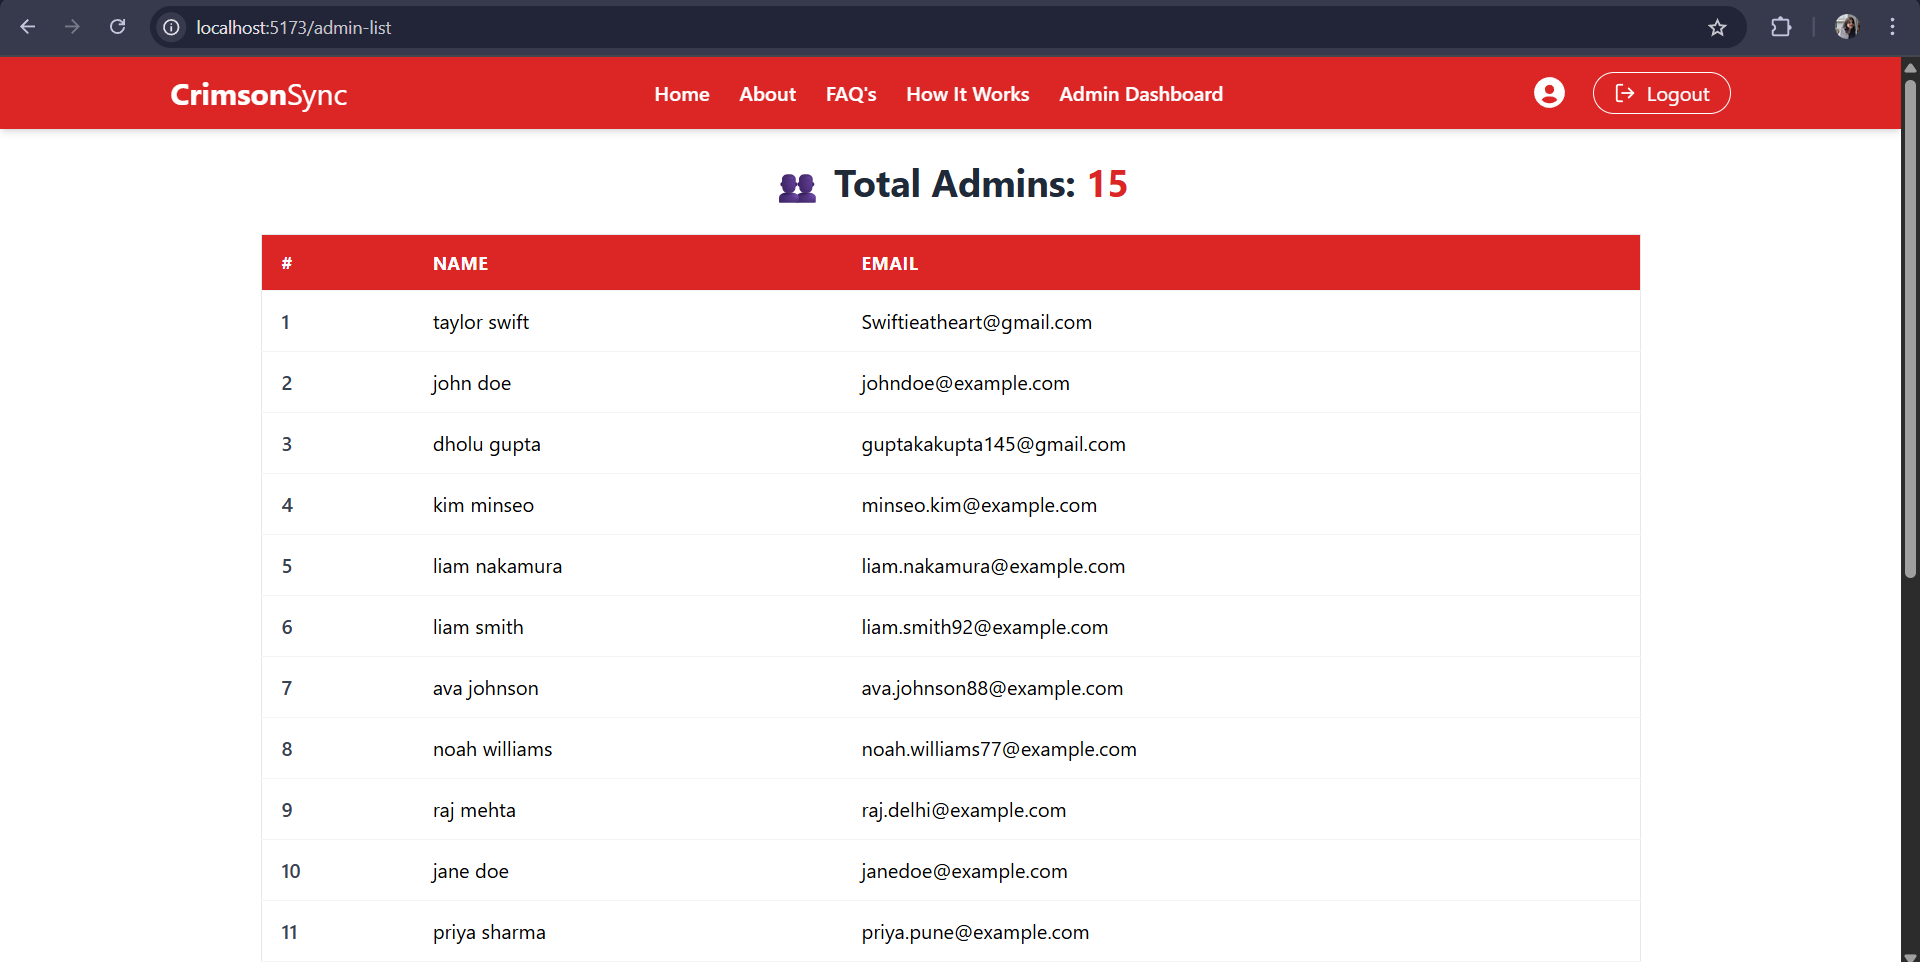 localhost:5173/admin-list
CrimsonSync Home About FAQ's How It Works Admin Dashboard Logout
Total Admins: 15
# NAME EMAIL
1 taylor swift Swiftieatheart@gmail.com
2 john doe johndoe@example.com
3 dholu gupta guptakakupta145@gmail.com
4 kim minseo minseo.kim@example.com
5 liam nakamura liam.nakamura@example.com
6 liam smith liam.smith92@example.com
7 ava johnson ava.johnson88@example.com
8 noah williams noah.williams77@example.com
9 raj mehta raj.delhi@example.com
10 jane doe janedoe@example.com
11 priya sharma priya.pune@example.com